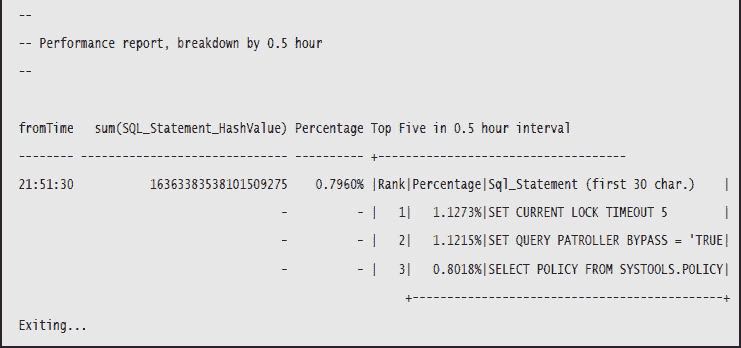 --
-- Performance report, breakdown by 0.5 hour
--
fromTime   sum(SQL_Statement_HashValue) Percentage Top Five in 0.5 hour interval
-------- ----------------------------- ---------- +---------------------------------
21:51:30           16363383538101509275    0.7960% |Rank|Percentage|Sql_Statement (first 30 char.)    |
                                      -          - |   1|   1.1273%|SET CURRENT LOCK TIMEOUT 5        |
                                      -          - |   2|   1.1215%|SET QUERY PATROLLER BYPASS = 'TRUE|
                                      -          - |   3|   0.8018%|SELECT POLICY FROM SYSTOOLS.POLICY|
+--------------------------------------------+
Exiting...